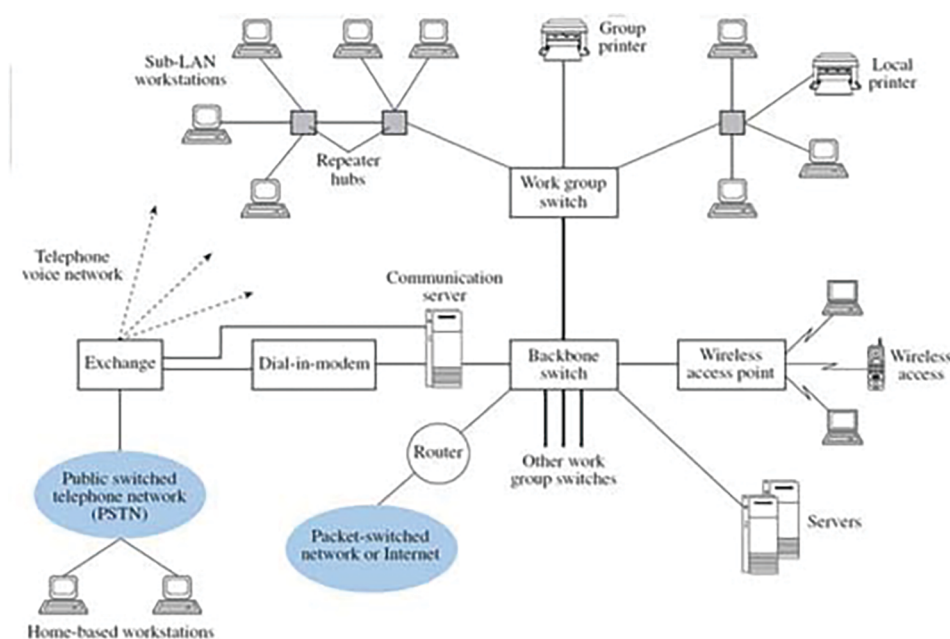 Group
printer
Sub-LAN
workstations
Local
printer
Repeater
hubs
Work group
switch
Telephone
voice network
Communication
server
Exchange
Dial-in-modem
Backbone
switch
Wireless
access point
Wireless
access
Router
Other work
group switches
Public switched
telephone network
(PSTN)
Packet-switched
network or Internet
Servers
Home-based workstations